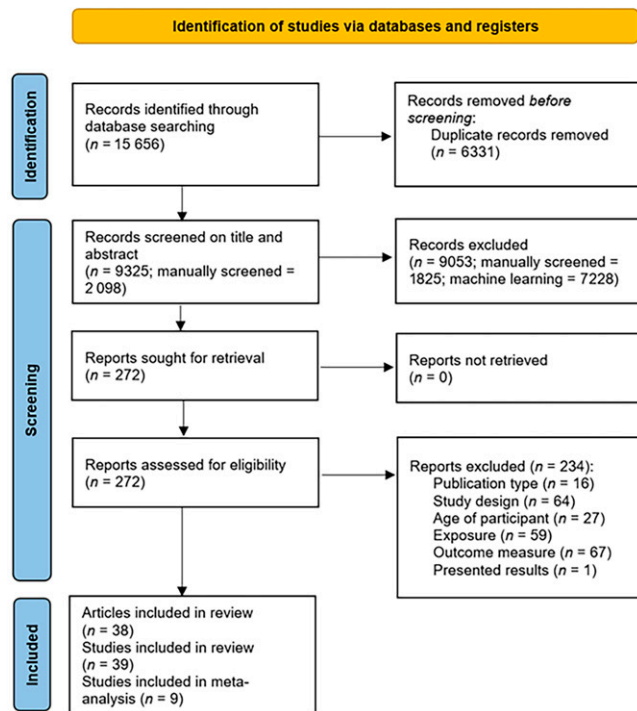 Identification of studies via databases and registers
Identification
Records identified through
database searching
(n = 15 656)
Records removed before
screening:
Duplicate records removed
(n = 6331)
Screening
Records screened on title and
abstract
(n = 9325; manually screened =
2 098)
Records excluded
(n = 9053; manually screened =
1825; machine learning = 7228)
Reports sought for retrieval
(n = 272)
Reports not retrieved
(n = 0)
Reports assessed for eligibility
(n = 272)
Reports excluded (n = 234):
Publication type (n = 16)
Study design (n = 64)
Age of participant (n = 27)
Exposure (n = 59)
Outcome measure (n = 67)
Presented results (n = 1)
Included
Articles included in review
(n = 38)
Studies included in review
(n = 39)
Studies included in meta-
analysis (n = 9)